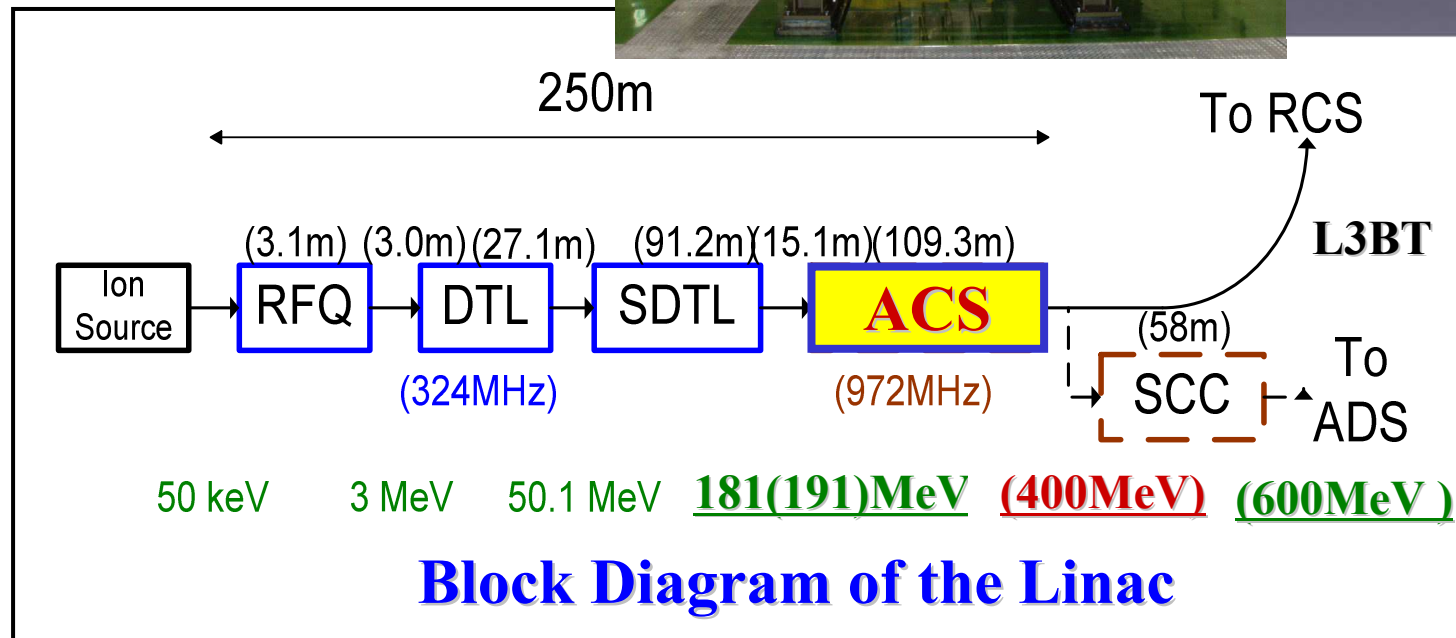 250m
To RCS
(3.1m) (3.0m) (27.1m) (91.2m) (15.1m) (109.3m)
L3BT
Ion
Source
RFQ
DTL
SDTL
ACS
(58m)
(324MHz)
(972MHz)
SCC
To
ADS
50 keV 3 MeV 50.1 MeV 181(191)MeV (400MeV) (600MeV )
Block Diagram of the Linac